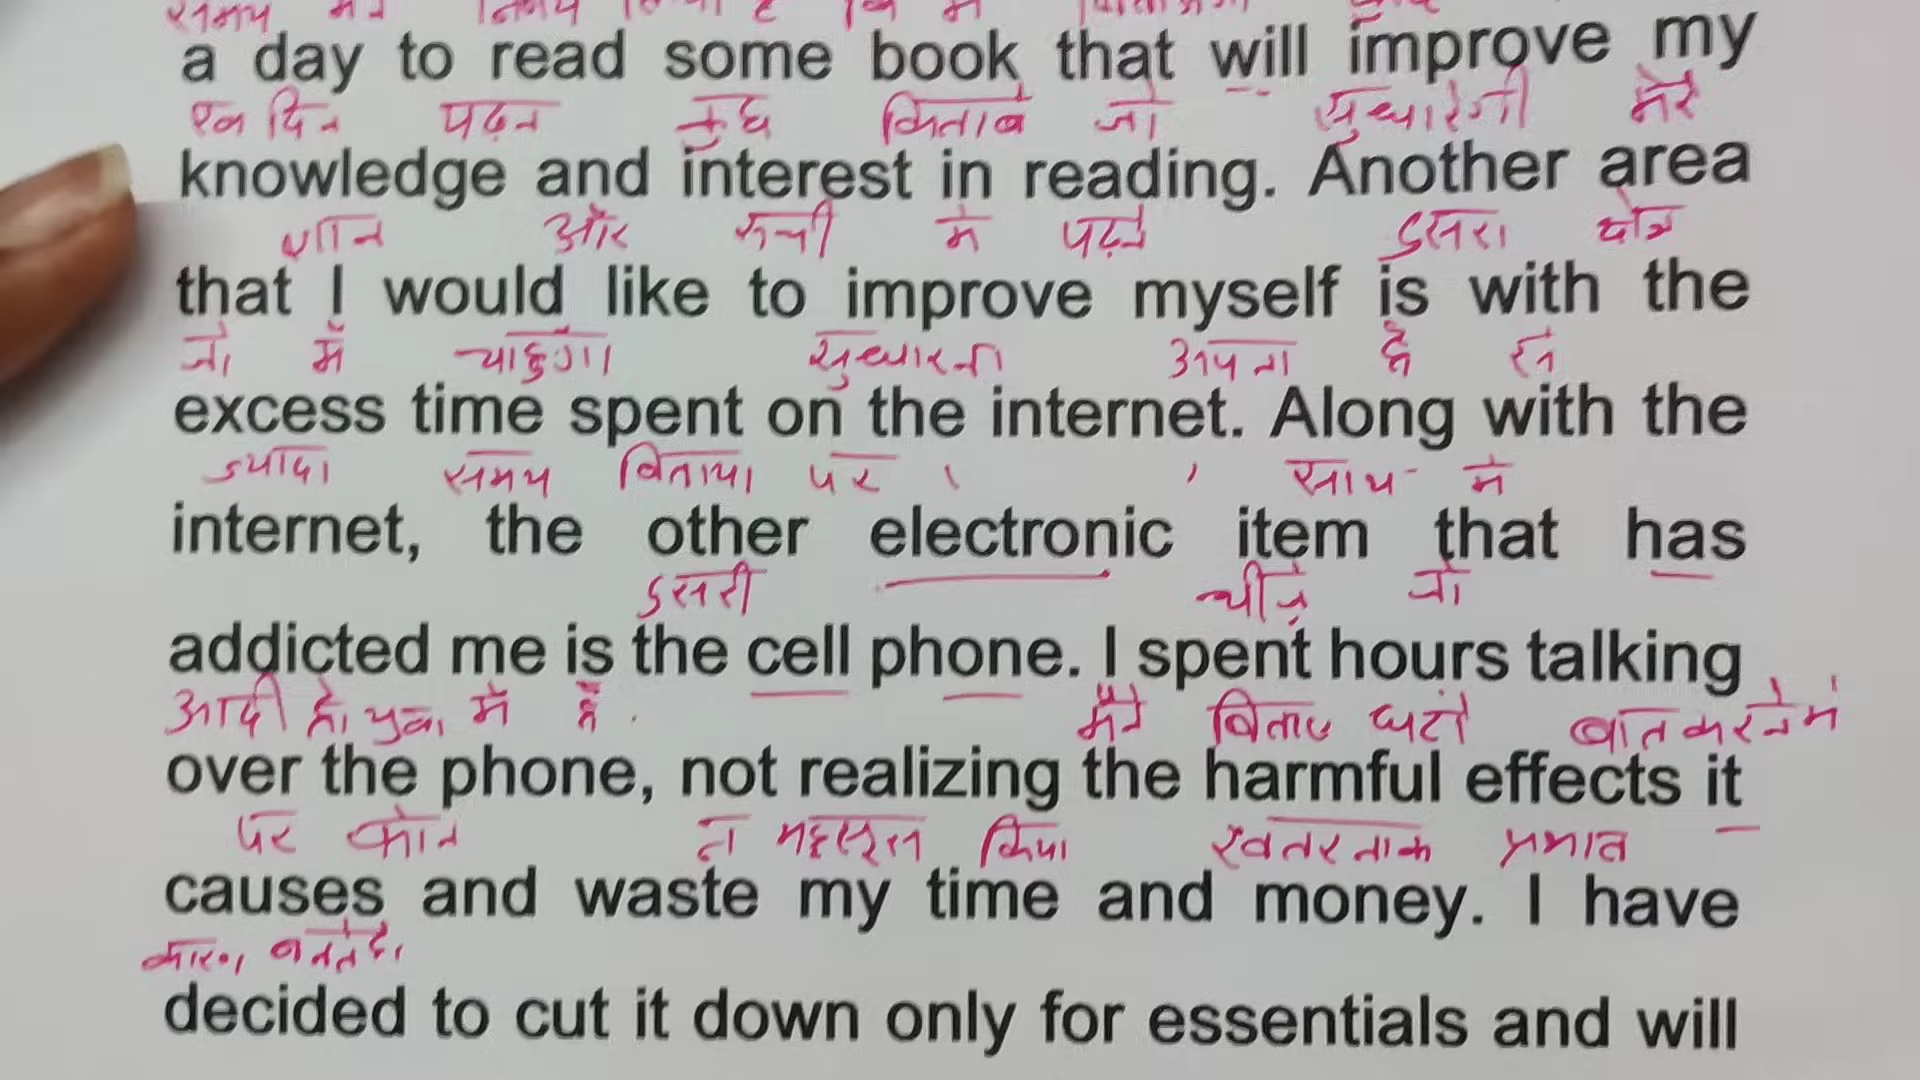 समय
a day to read some book that will improve my
एक दिन पढ़न कुछ किताबे जो सुधारेगी मेरे
knowledge and interest in reading. Another area
ज्ञान और रूची मे पढ़ने दुसरा क्षेत्र
that I would like to improve myself is with the
जो मैं चाहुँगा सुधारना अपना है
excess time spent on the internet. Along with the
ज्यादा समय बिताया पर साथ मे
internet, the other electronic item that has
दुसरी चीज़े जो
addicted me is the cell phone. I spent hours talking
आदी है। में हैं मैंने बिताए घंटो बात करने में
over the phone, not realizing the harmful effects it
पर फोन न महसूस किया खतरनाक प्रभाव
causes and waste my time and money. I have
कारण बनते है।
decided to cut it down only for essentials and will